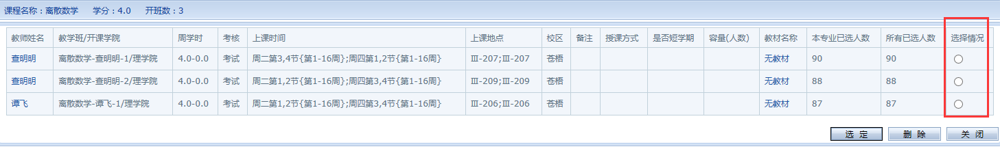 课程名称：离散数学 学分：4.0 开班数：3
教师姓名 教学班/开课学院 周学时 考核 上课时间 上课地点 校区 备注 授课方式 是否短学期 容量(人数) 教材名称 本专业已选人数 所有已选人数 选择情况
查明明 离散数学-查明明-1/理学院 4.0-0.0 考试 周二第3,4节{第1-16周};周四第1,2节{第1-16周} Ⅲ-207;Ⅲ-207 苍梧 无教材 90 90
查明明 离散数学-查明明-2/理学院 4.0-0.0 考试 周二第1,2节{第1-16周};周四第3,4节{第1-16周} Ⅲ-209;Ⅲ-209 苍梧 无教材 88 88
谭飞 离散数学-谭飞-1/理学院 4.0-0.0 考试 周二第1,2节{第1-16周};周四第3,4节{第1-16周} Ⅲ-206;Ⅲ-206 苍梧 无教材 87 87
选 定 删 除 关 闭